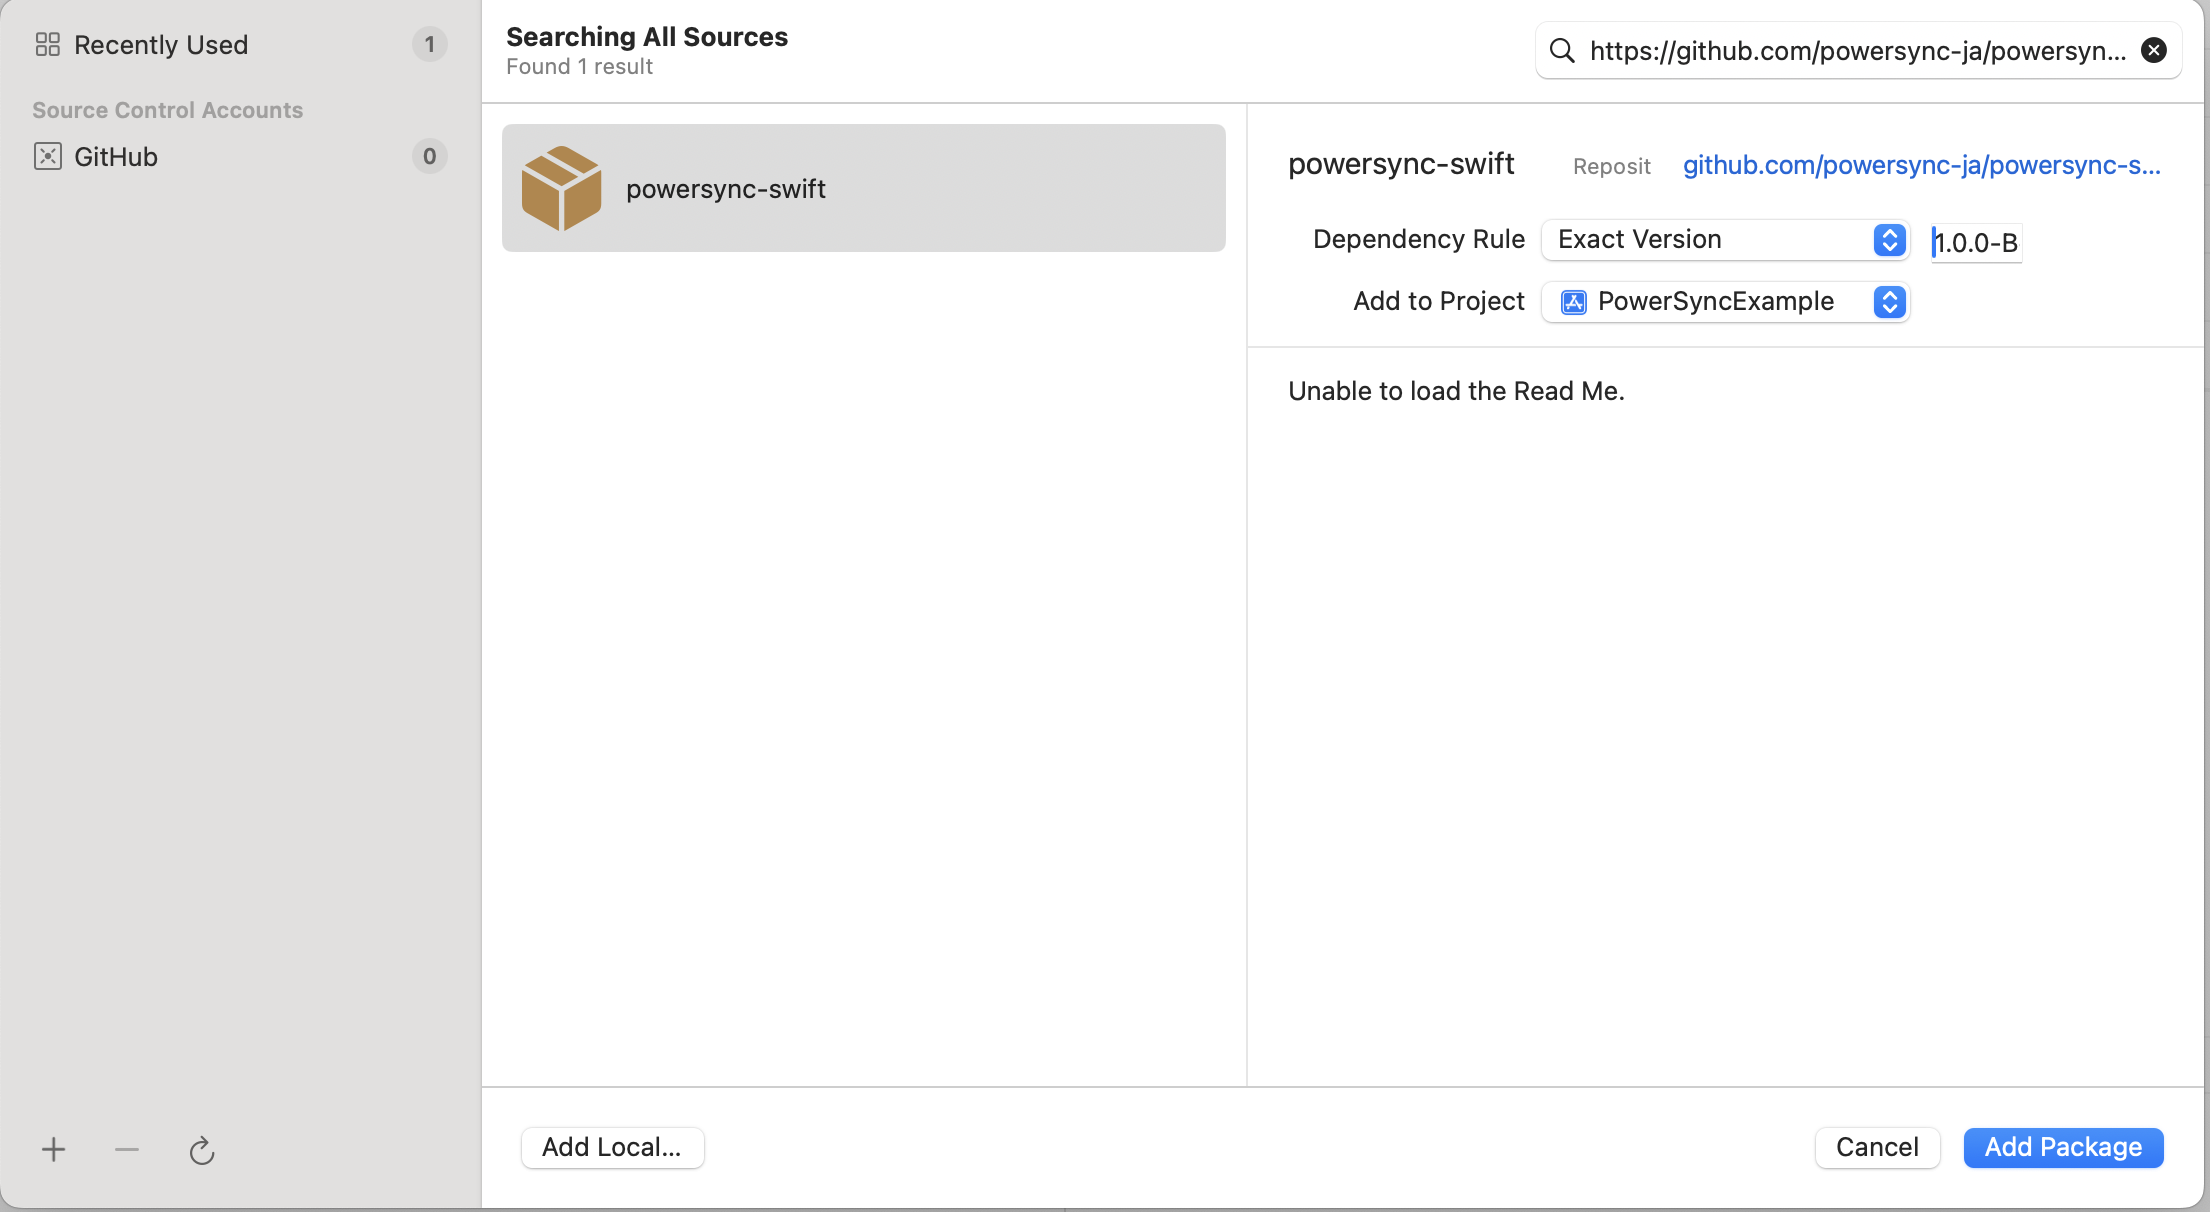 Recently Used
1
Source Control Accounts
GitHub
0
Searching All Sources
Found 1 result
https://github.com/powersync-ja/powersyn...
powersync-swift
powersync-swift
Reposit
github.com/powersync-ja/powersync-s...
Dependency Rule
Exact Version
1.0.0-B
Add to Project
PowerSyncExample
Unable to load the Read Me.
Add Local...
Cancel
Add Package